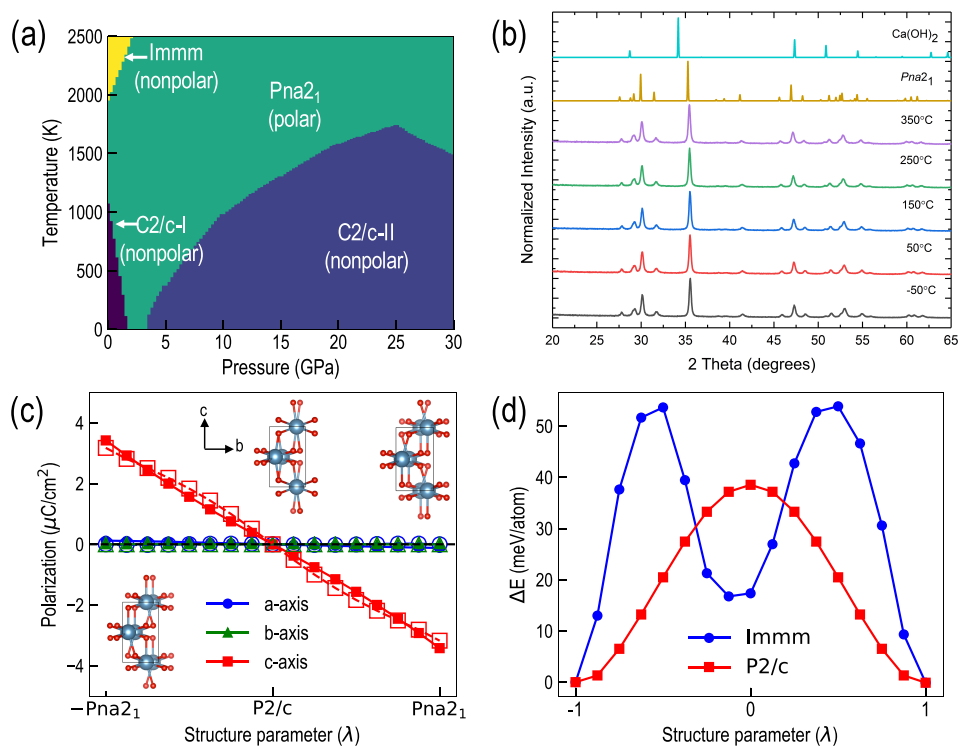 (a)
2500
2000
1500
1000
500
0
Temperature (K)
Immm
(nonpolar)
Pna2₁
(polar)
C2/c-I
(nonpolar)
C2/c-II
(nonpolar)
0 5 10 15 20 25 30
Pressure (GPa)
(b)
Normalized Intensity (a.u.)
Ca(OH)₂
Pna2₁
350°C
250°C
150°C
50°C
-50°C
20 25 30 35 40 45 50 55 60 65
2 Theta (degrees)
(c)
4
2
0
−2
−4
Polarization (μC/cm²)
c
b
a-axis
b-axis
c-axis
−Pna2₁ P2/c Pna2₁
Structure parameter (λ)
(d)
50
40
30
20
10
0
ΔE (meV/atom)
Immm
P2/c
-1 0 1
Structure parameter (λ)